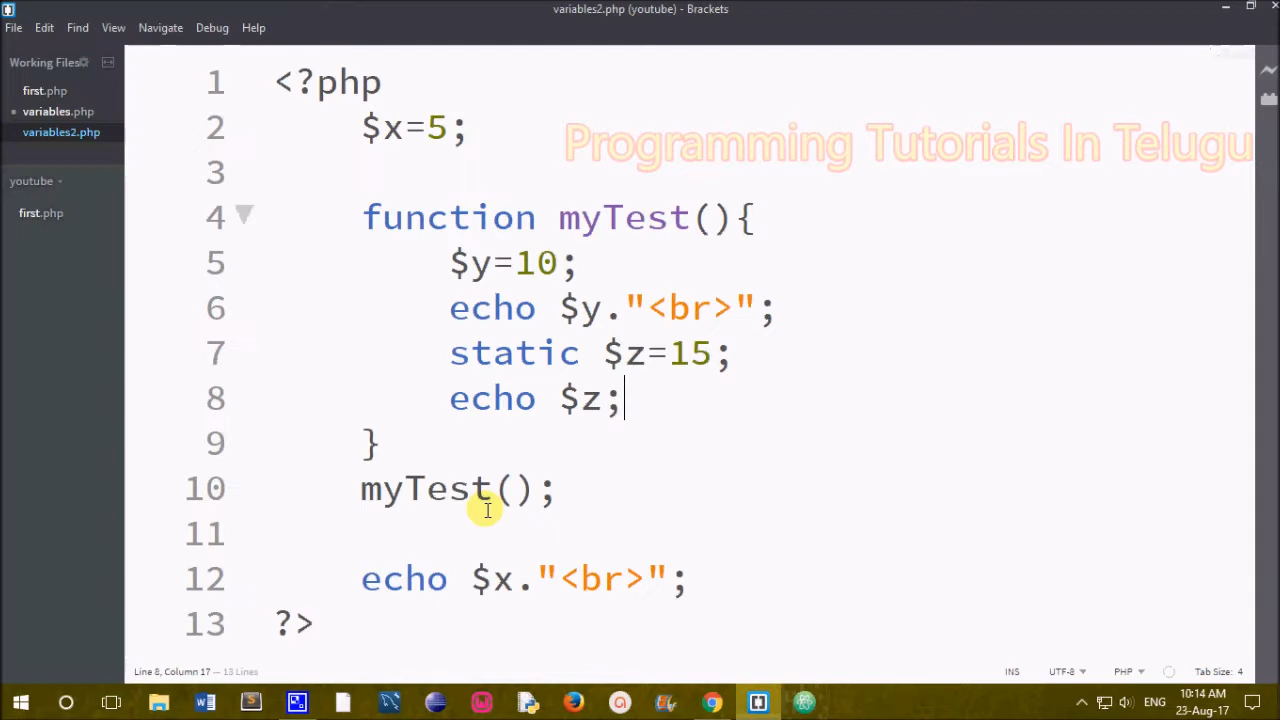 variables2.php (youtube) - Brackets
File Edit Find View Navigate Debug Help
Working Files
first.php
variables.php
variables2.php
youtube
first.php
Programming Tutorials In Telugu
1 <?php
2 $x=5;
3
4 function myTest(){
5 $y=10;
6 echo $y."<br>";
7 static $z=15;
8 echo $z;
9 }
10 myTest();
11
12 echo $x."<br>";
13 ?>
Line 8, Column 17 — 13 Lines
INS UTF-8 PHP Tab Size: 4
ENG
10:14 AM
23-Aug-17